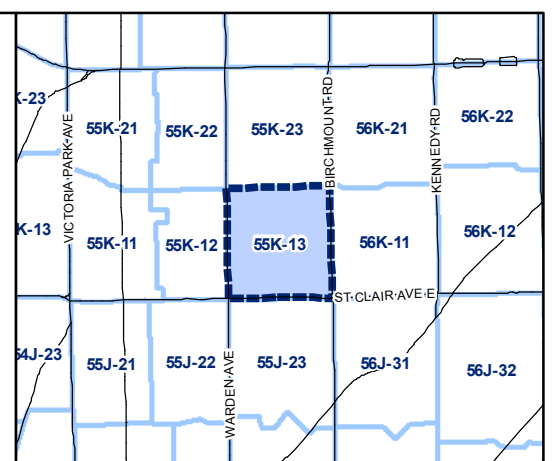 K-23
55K-21
55K-22
55K-23
56K-21
56K-22
VICTORIA PARK AVE
BIRCHMOUNT RD
KENNEDY RD
K-13
55K-11
55K-12
55K-13
56K-11
56K-12
ST CLAIR AVE E
54J-23
55J-21
55J-22
55J-23
56J-31
56J-32
WARDEN AVE